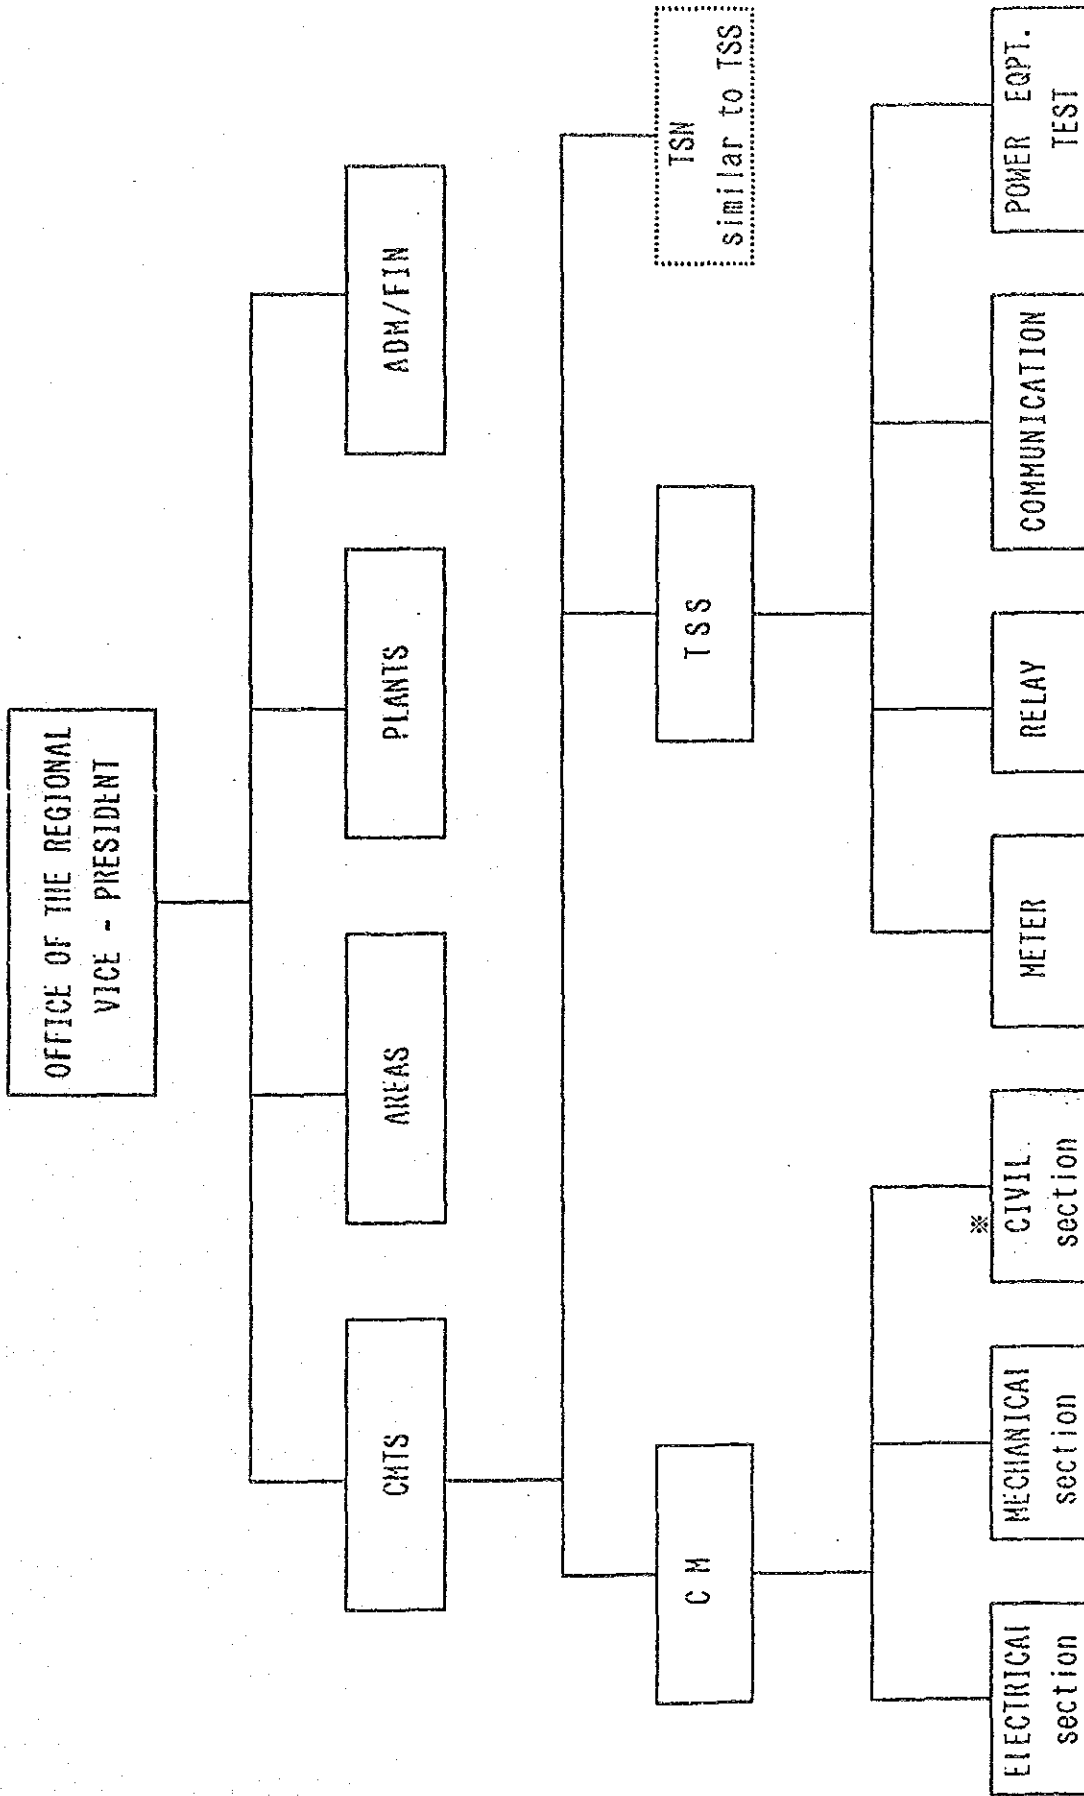 OFFICE OF THE REGIONAL
VICE - PRESIDENT
CMTS
AREAS
PLANTS
ADM/FIN
C M
T S S
TSN
similar to TSS
ELECTRICAL
section
MECHANICAL
section
※
CIVIL
section
METER
RELAY
COMMUNICATION
POWER EQPT.
TEST